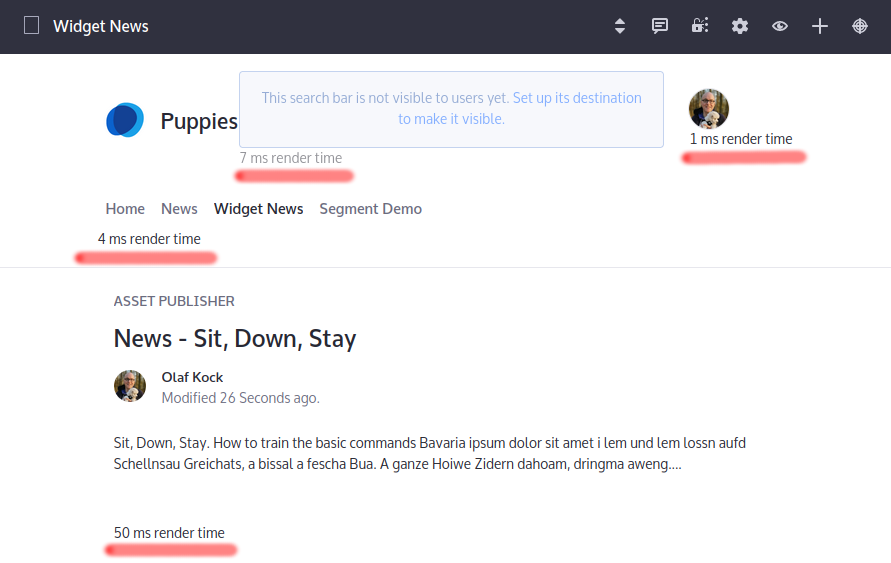 Widget News
This search bar is not visible to users yet. Set up its destination
to make it visible.
Puppies
7 ms render time
1 ms render time
Home News Widget News Segment Demo
4 ms render time
ASSET PUBLISHER
News - Sit, Down, Stay
Olaf Kock
Modified 26 Seconds ago.
Sit, Down, Stay. How to train the basic commands Bavaria ipsum dolor sit amet i lem und lem lossn aufd
Schellnsau Greichats, a bissal a fescha Bua. A ganze Hoiwe Zidern dahoam, dringma aweng....
50 ms render time